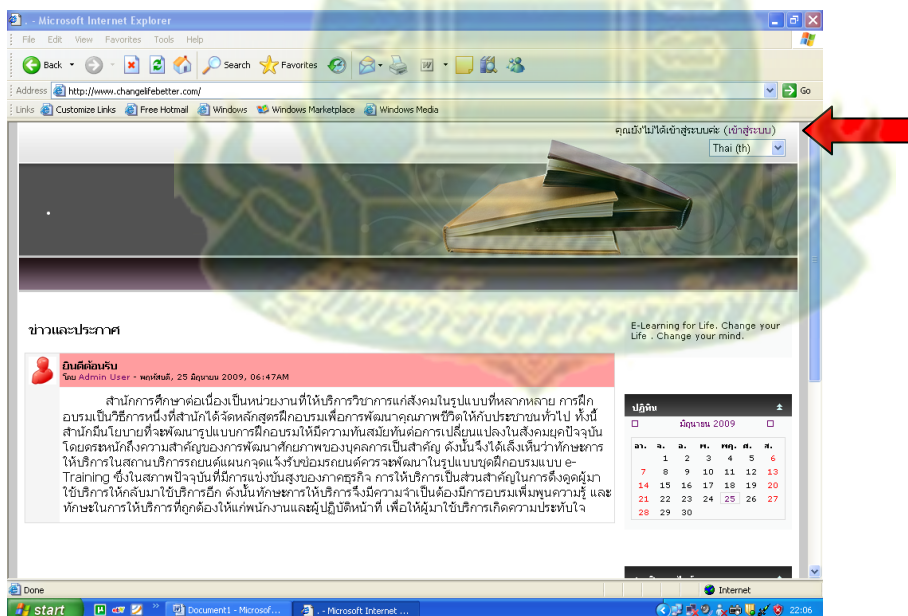 . - Microsoft Internet Explorer
File Edit View Favorites Tools Help
Back Search Favorites
Address http://www.changelifebetter.com/ Go
Links Customize Links Free Hotmail Windows Windows Marketplace Windows Media
คุณยังไม่ได้เข้าสู่ระบบค่ะ (เข้าสู่ระบบ)
Thai (th)
ข่าวและประกาศ
E-Learning for Life. Change your
Life . Change your mind.
ยินดีต้อนรับ
โดย Admin User - พฤหัสบดี, 25 มิถุนายน 2009, 06:47AM
สำนักการศึกษาต่อเนื่องเป็นหน่วยงานที่ให้บริการวิชาการแก่สังคมในรูปแบบที่หลากหลาย การฝึก
อบรมเป็นวิธีการหนึ่งที่สำนักได้จัดหลักสูตรฝึกอบรมเพื่อการพัฒนาคุณภาพชีวิตให้กับประชาชนทั่วไป ทั้งนี้
สำนักมีนโยบายที่จะพัฒนารูปแบบการฝึกอบรมให้มีความทันสมัยทันต่อการเปลี่ยนแปลงในสังคมยุคปัจจุบัน
โดยตระหนักถึงความสำคัญของการพัฒนาศักยภาพของบุคลการเป็นสำคัญ ดังนั้นจึงได้เล็งเห็นว่าทักษะการ
ให้บริการในสถานบริการรถยนต์แผนกจุดแจ้งรับซ่อมรถยนต์ควรจะพัฒนาในรูปแบบชุดฝึกอบรมแบบ e-
Training ซึ่งในสภาพปัจจุบันที่มีการแข่งขันสูงของภาคธุรกิจ การให้บริการเป็นส่วนสำคัญในการดึงดูดผู้มา
ใช้บริการให้กลับมาใช้บริการอีก ดังนั้นทักษะการให้บริการจึงมีความจำเป็นต้องมีการอบรมเพิ่มพูนความรู้ และ
ทักษะในการให้บริการที่ถูกต้องให้แก่พนักงานและผู้ปฏิบัติหน้าที่ เพื่อให้ผู้มาใช้บริการเกิดความประทับใจ
ปฏิทิน
มิถุนายน 2009
อา. จ. อ. พ. พฤ. ศ. ส.
1 2 3 4 5 6
7 8 9 10 11 12 13
14 15 16 17 18 19 20
21 22 23 24 25 26 27
28 29 30
Done Internet
start Document1 - Microsof... . - Microsoft Internet ... 22:06